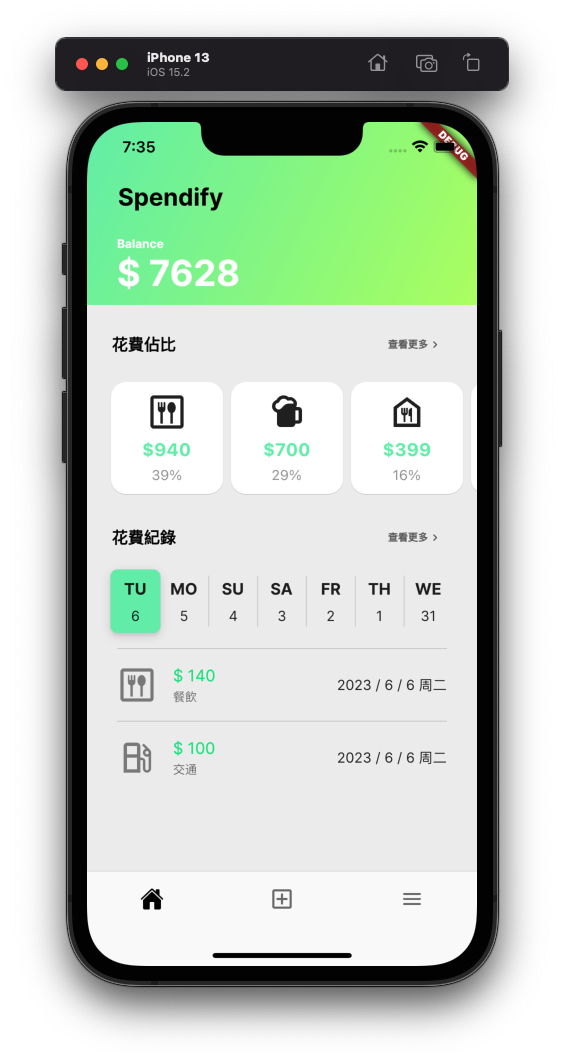 iPhone 13
iOS 15.2
7:35
DEBUG
Spendify
Balance
$ 7628
花費佔比
查看更多
$940
39%
$700
29%
$399
16%
花費紀錄
查看更多
TU MO SU SA FR TH WE
6 5 4 3 2 1 31
$ 140
餐飲
2023 / 6 / 6 周二
$ 100
交通
2023 / 6 / 6 周二